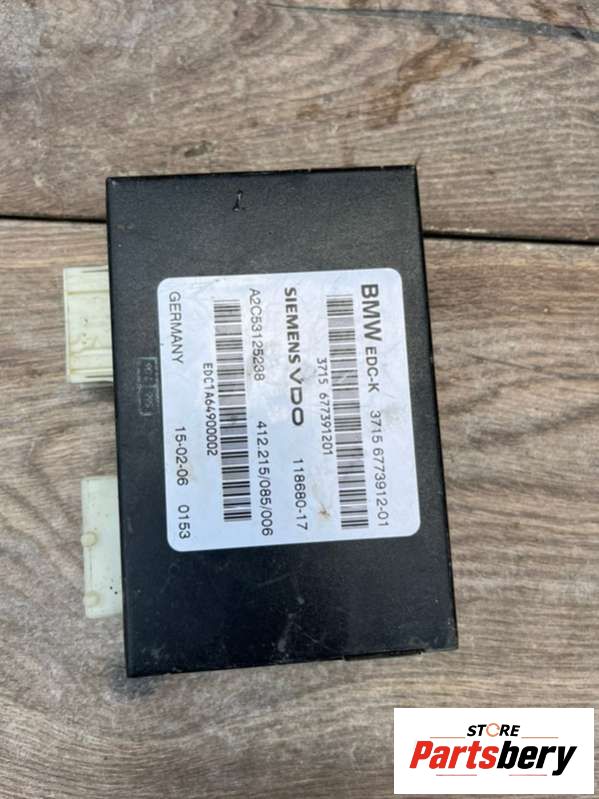 BMW EDC-K 3715 6773912-01
3715 677391201
SIEMENS VDO 118680-17
A2C53125238 412.215/085/006
EDC1A64900002
GERMANY 15-02-06 0153
STORE
Partsbery